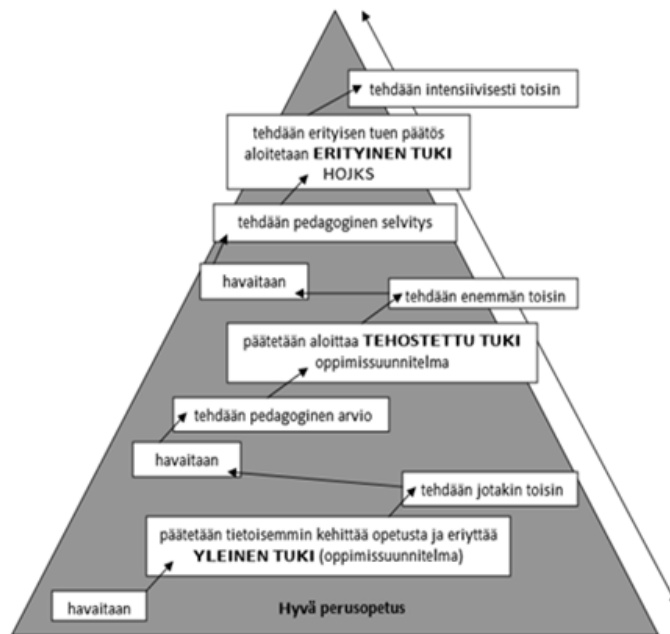 tehdään intensiivisesti toisin
tehdään erityisen tuen päätös
aloitetaan ERITYINEN TUKI
HOJKS
tehdään pedagoginen selvitys
havaitaan
tehdään enemmän toisin
päätetään aloittaa TEHOSTETTU TUKI
oppimissuunnitelma
tehdään pedagoginen arvio
havaitaan
tehdään jotakin toisin
päätetään tietoisemmin kehittää opetusta ja eriyttää
YLEINEN TUKI (oppimissuunnitelma)
havaitaan
Hyvä perusopetus